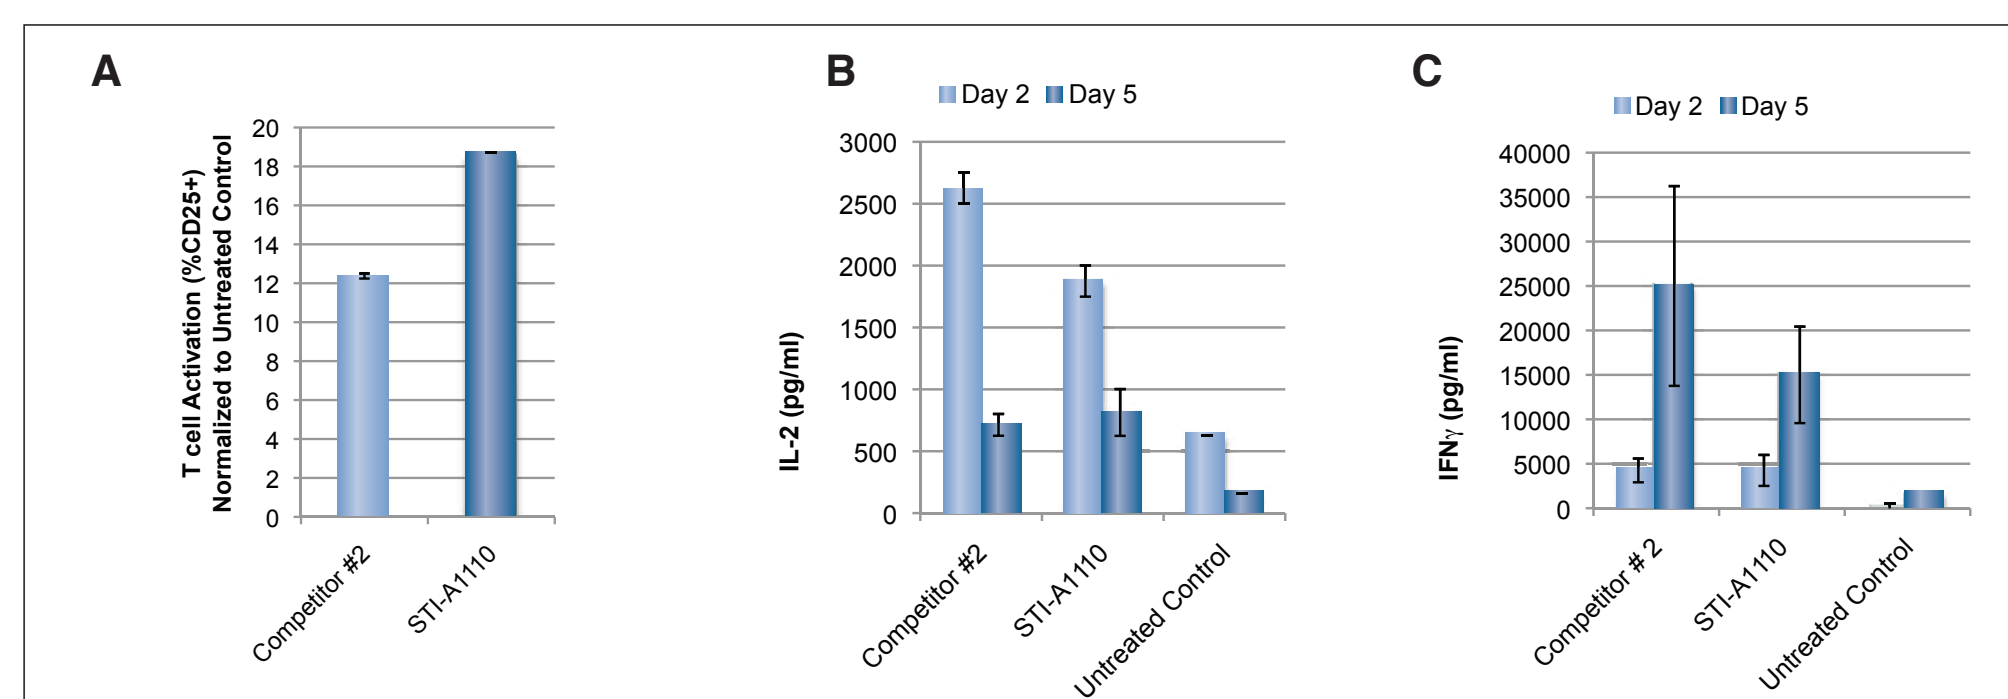 A
T cell Activation (%CD25+)
Normalized to Untreated Control
20
18
16
14
12
10
8
6
4
2
0
Competitor #2
STI-A1110
B
Day 2 Day 5
IL-2 (pg/ml)
3000
2500
2000
1500
1000
500
0
Competitor #2
STI-A1110
Untreated Control
C
Day 2 Day 5
IFNγ (pg/ml)
40000
35000
30000
25000
20000
15000
10000
5000
0
Competitor # 2
STI-A1110
Untreated Control